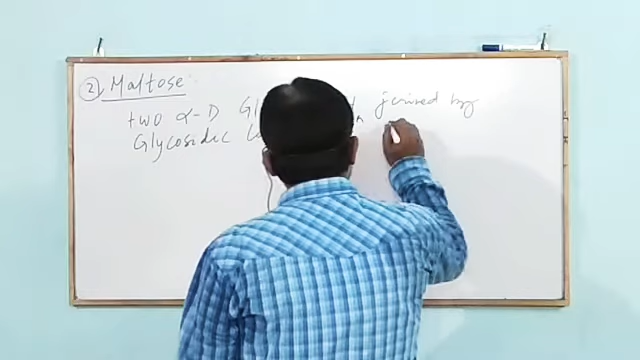 2) Maltose :
two α-D Gl joined by
Glycosidic